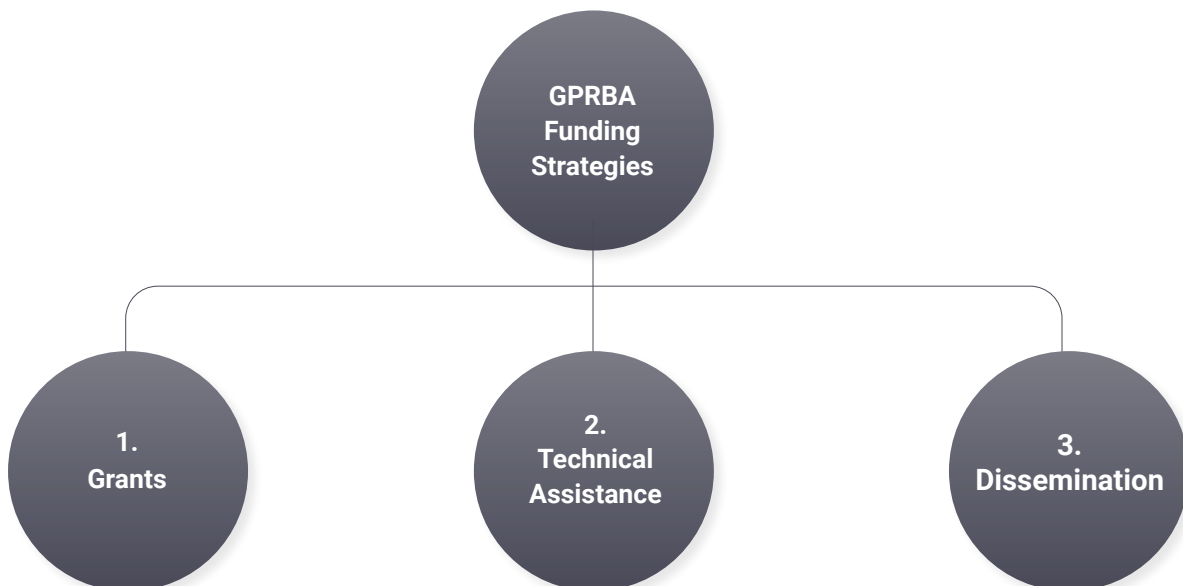 GPRBA
Funding
Strategies
1.
Grants
2.
Technical
Assistance
3.
Dissemination